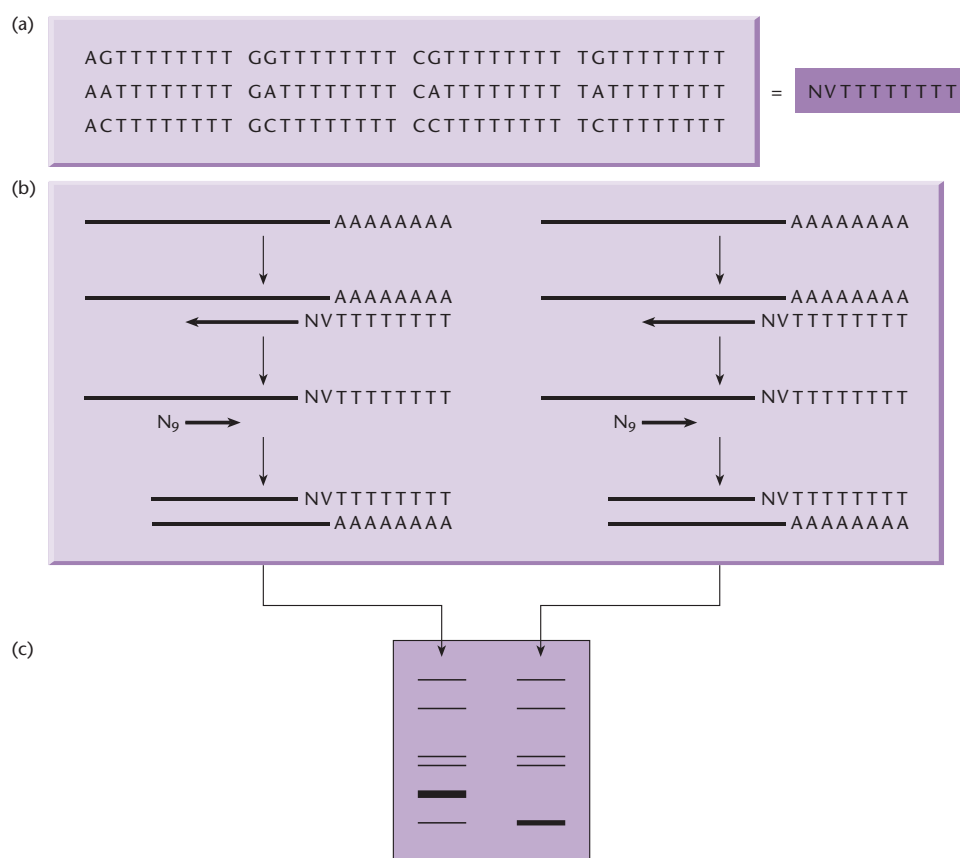 (a)
AGTTTTTTTT GGTTTTTTTT CGTTTTTTTT TGTTTTTTTT
AATTTTTTTT GATTTTTTTT CATTTTTTTT TATTTTTTTT
= NVTTTTTTTT
ACTTTTTTTT GCTTTTTTTT CCTTTTTTTT TCTTTTTTTT
(b)
AAAAAAAA AAAAAAAA
AAAAAAAA AAAAAAAA
NVTTTTTTTT NVTTTTTTTT
NVTTTTTTTT NVTTTTTTTT
N₉ N₉
NVTTTTTTTT NVTTTTTTTT
AAAAAAAA AAAAAAAA
(c)